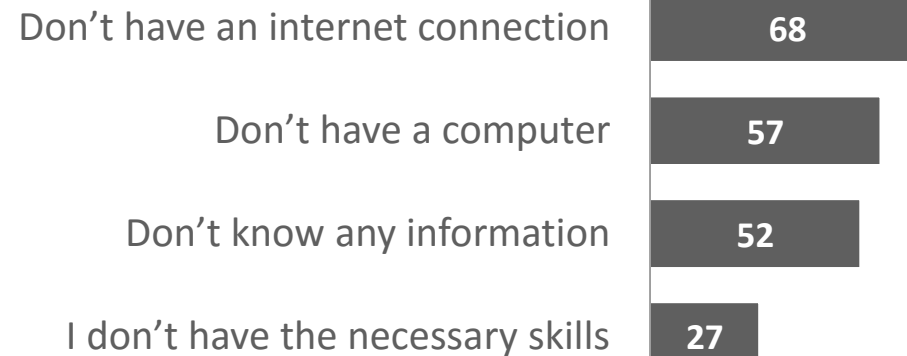 Don’t have an internet connection 68
Don’t have a computer 57
Don’t know any information 52
I don’t have the necessary skills 27